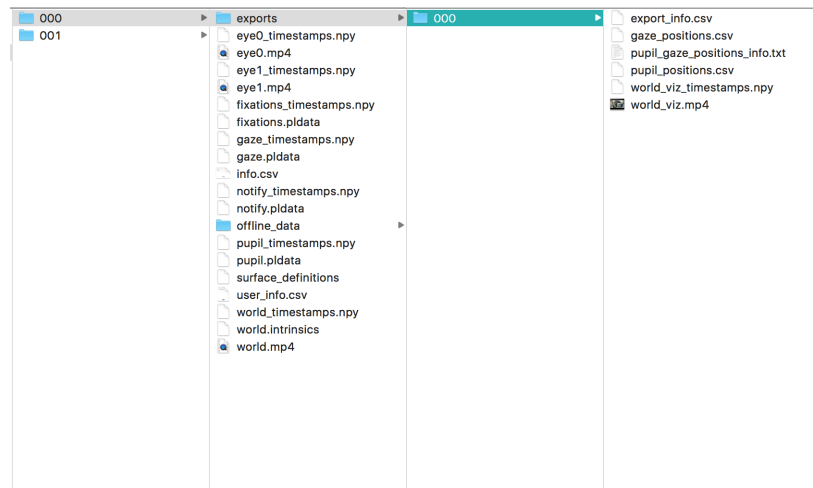 000
001
exports
eye0_timestamps.npy
eye0.mp4
eye1_timestamps.npy
eye1.mp4
fixations_timestamps.npy
fixations.pldata
gaze_timestamps.npy
gaze.pldata
info.csv
notify_timestamps.npy
notify.pldata
offline_data
pupil_timestamps.npy
pupil.pldata
surface_definitions
user_info.csv
world_timestamps.npy
world.intrinsics
world.mp4
000
export_info.csv
gaze_positions.csv
pupil_gaze_positions_info.txt
pupil_positions.csv
world_viz_timestamps.npy
world_viz.mp4